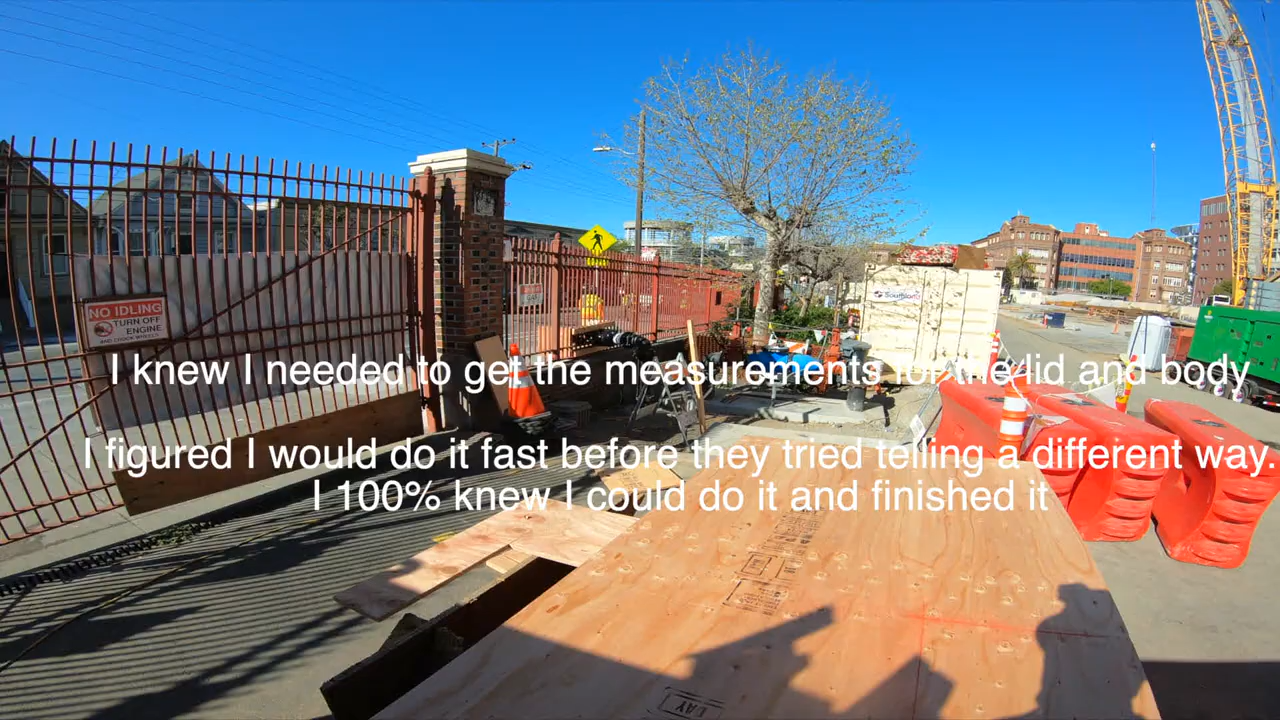 NO IDLING
TURN OFF
ENGINE
I knew I needed to get the measurements for the lid and body
I figured I would do it fast before they tried telling a different way.
I 100% knew I could do it and finished it